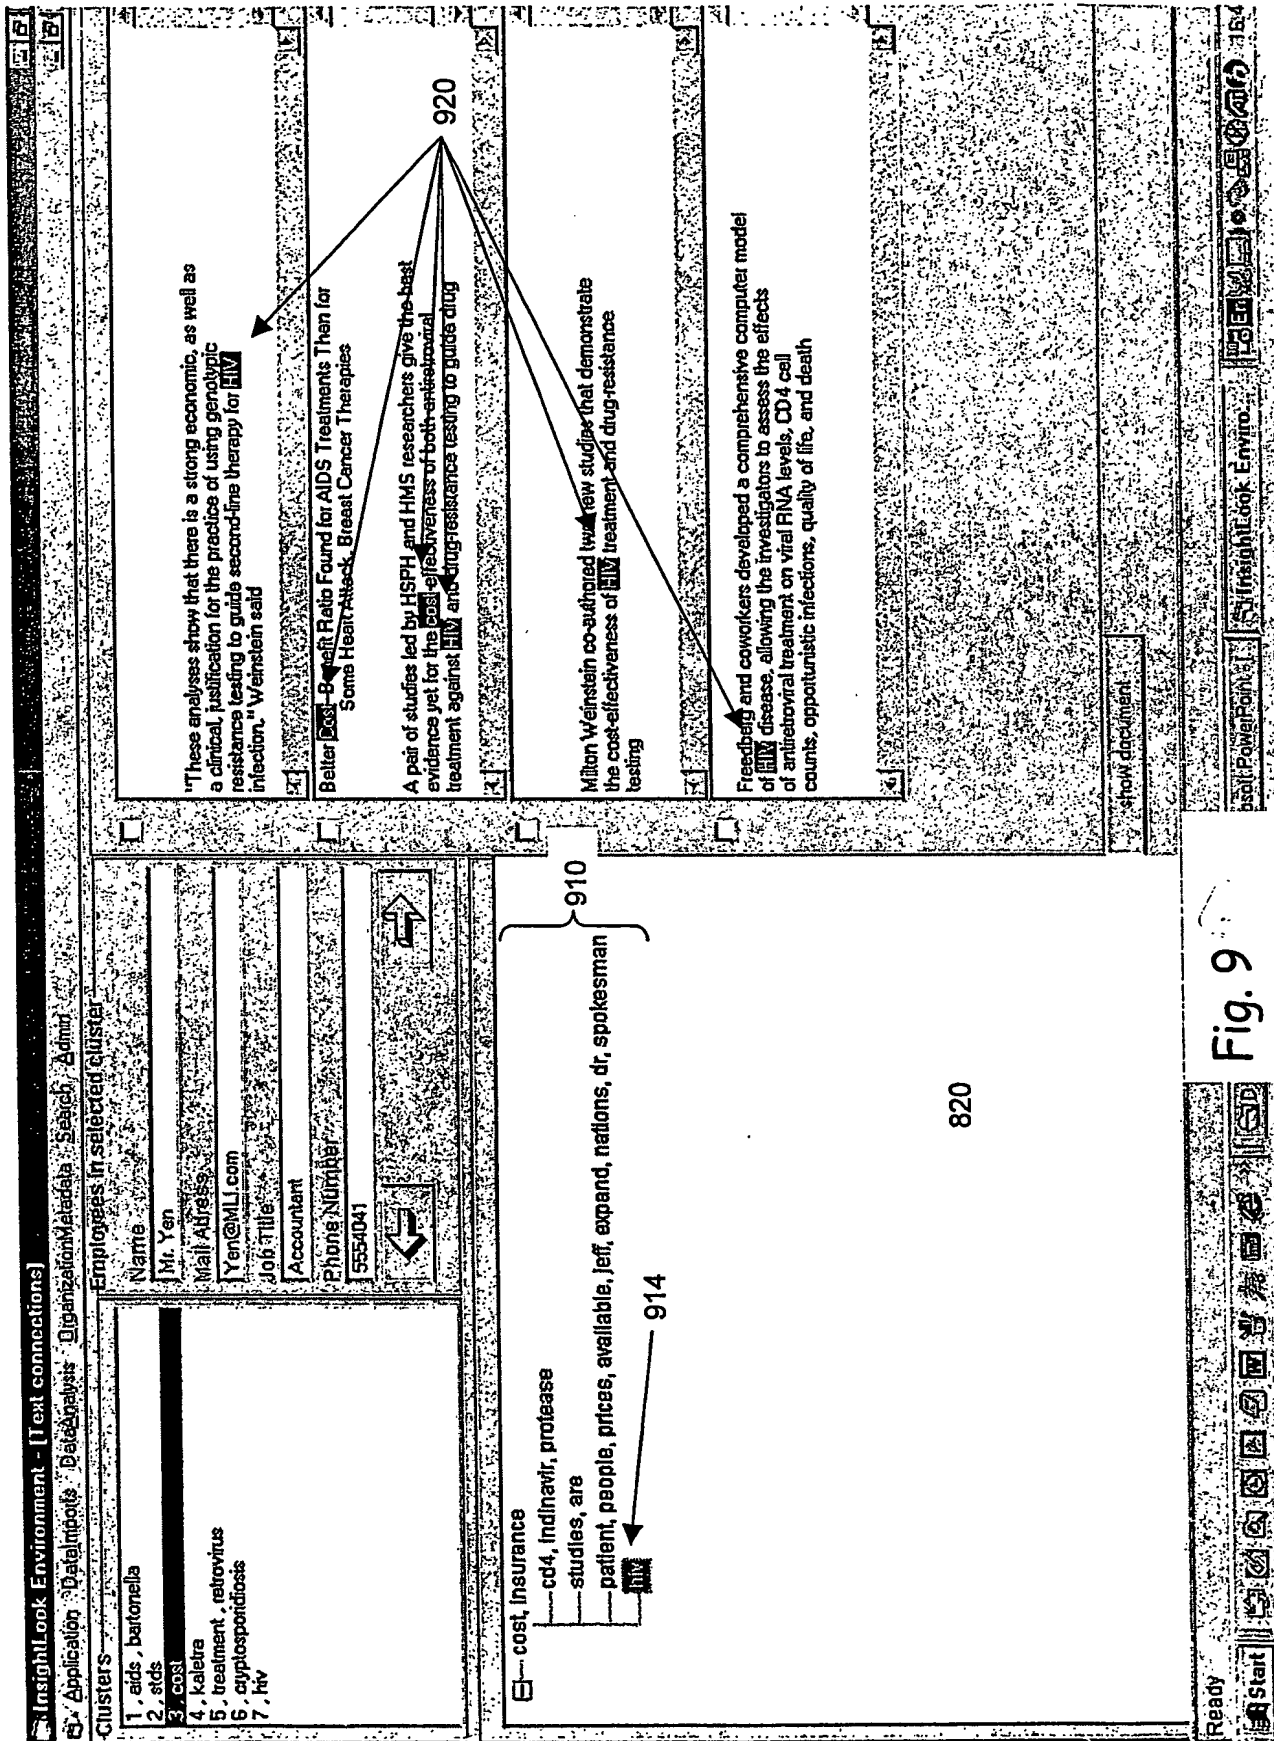 InsightLook Environment - [Text connections]
Application DataImports DataAnalysis OrganizationMetadata Search Admin
Clusters
1 , aids , bartonella
2 , stds
3 , cost
4 , kaletra
5 , treatment , retrovirus
6 , cryptosporidiosis
7 , hiv
Employees in selected cluster
Name
Mr. Yen
Mail Adress
Yen@MLI.com
Job Title
Accountant
Phone Number
5554041
cost, insurance
cd4, indinavir, protease
studies, are
patient, people, prices, available, jeff, expand, nations, dr, spokesman
hiv
910
914
820
"These analyses show that there is a strong economic, as well as
a clinical, justification for the practice of using genotypic
resistance testing to guide second-line therapy for HIV
infection." Weinstein said
Better Cost-Benefit Ratio Found for AIDS Treatments Than for
Some Heart Attack, Breast Cancer Therapies
A pair of studies led by HSPH and HMS researchers give the best
evidence yet for the cost-effectiveness of both antiretroviral
treatment against HIV and drug-resistance testing to guide drug
Milton Weinstein co-authored two new studies that demonstrate
the cost-effectiveness of HIV treatment and drug-resistance
testing
Freedberg and coworkers developed a comprehensive computer model
of HIV disease, allowing the investigators to assess the effects
of antiretroviral treatment on viral RNA levels, CD4 cell
counts, opportunistic infections, quality of life, and death
920
show document
Ready
Start
osoft PowerPoint - [...
InsightLook Enviro...
Fig. 9